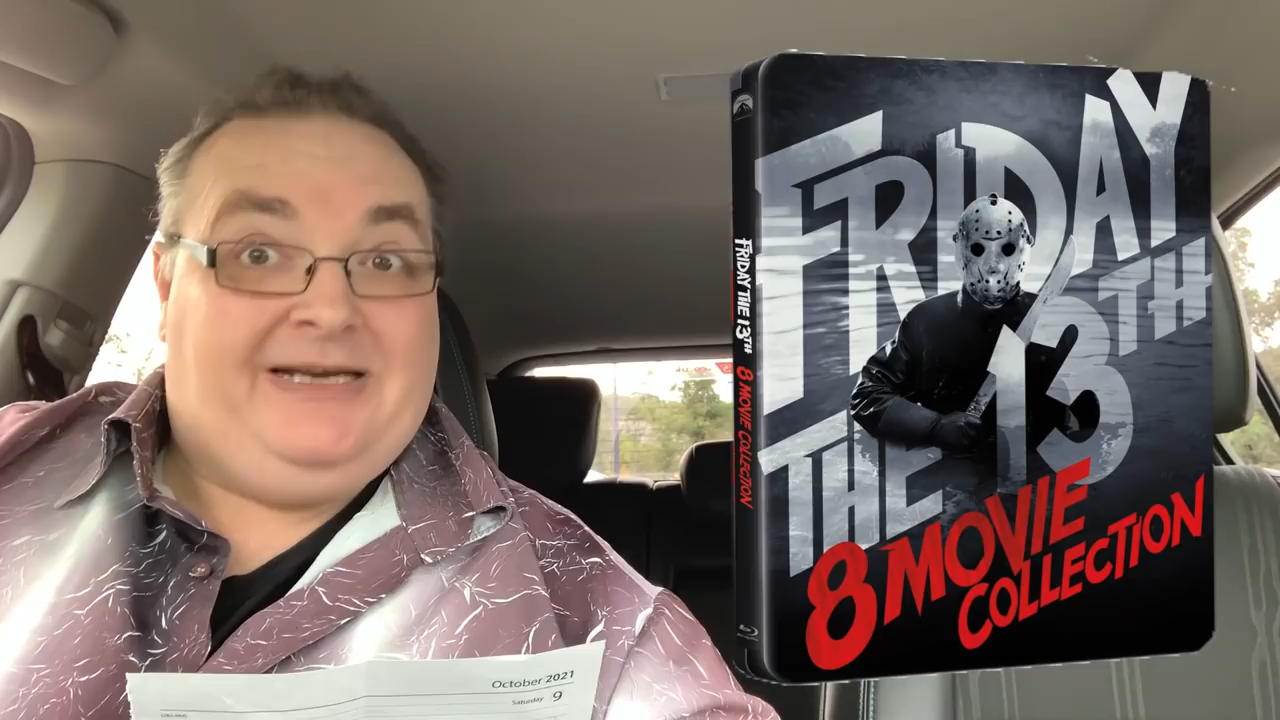 FRIDAY
THE 13TH
8 MOVIE
COLLECTION
FRIDAY THE 13TH 8 MOVIE COLLECTION
October 2021
Saturday 9